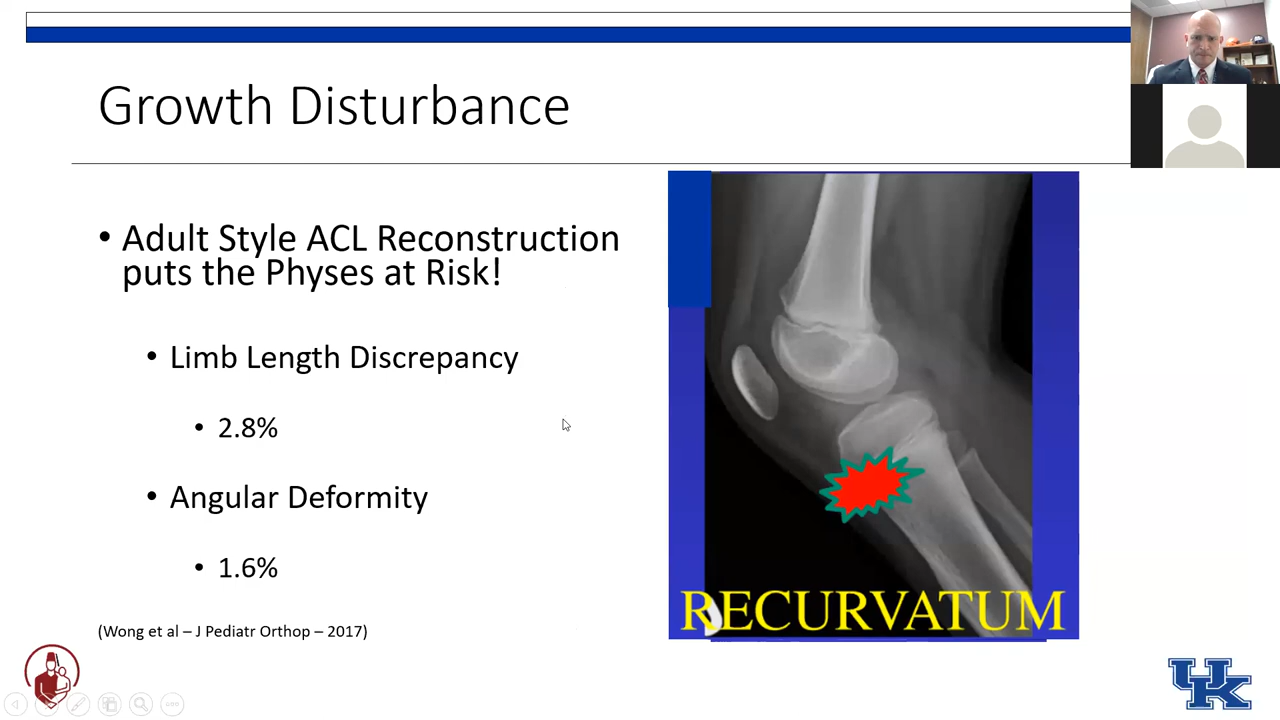 Growth Disturbance
• Adult Style ACL Reconstruction
puts the Physes at Risk!
• Limb Length Discrepancy
• 2.8%
• Angular Deformity
• 1.6%
(Wong et al – J Pediatr Orthop – 2017)
RECURVATUM
UK